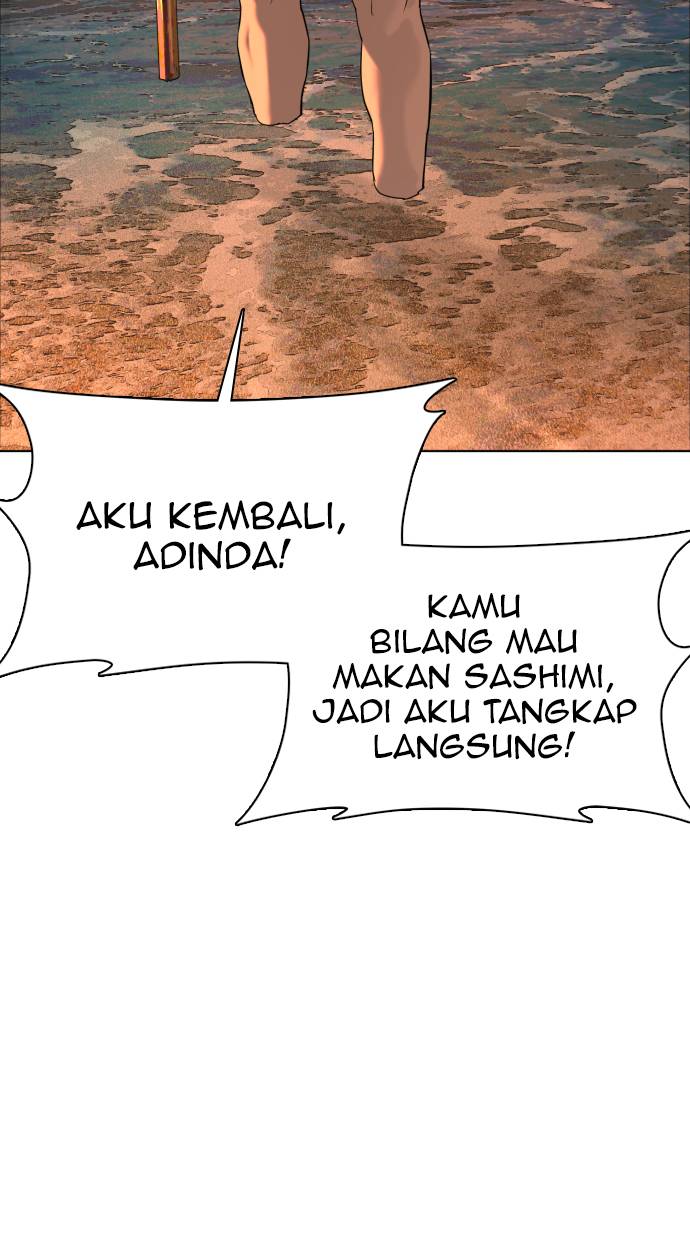 AKU KEMBALI,
ADINDA!
KAMU
BILANG MAU
MAKAN SASHIMI,
JADI AKU TANGKAP
LANGSUNG!